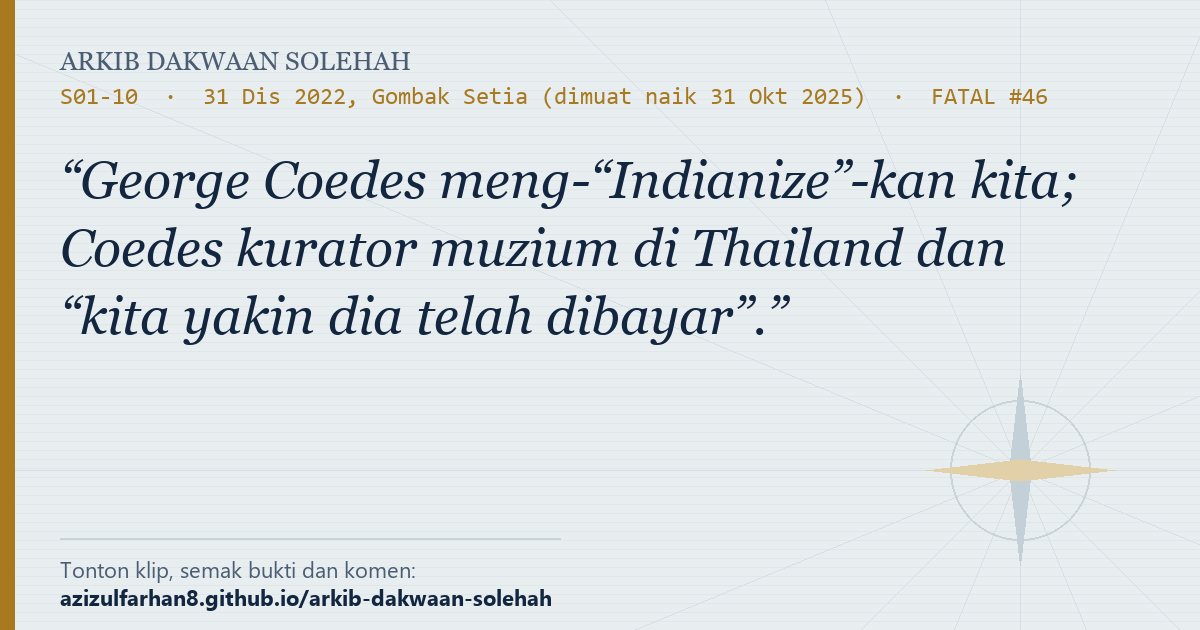 ARKIB DAKWAAN SOLEHAH
S01-10 · 31 Dis 2022, Gombak Setia (dimuat naik 31 Okt 2025) · FATAL #46
“George Coedes meng-“Indianize”-kan kita;
Coedes kurator muzium di Thailand dan
“kita yakin dia telah dibayar”.”
Tonton klip, semak bukti dan komen:
azizulfarhan8.github.io/arkib-dakwaan-solehah